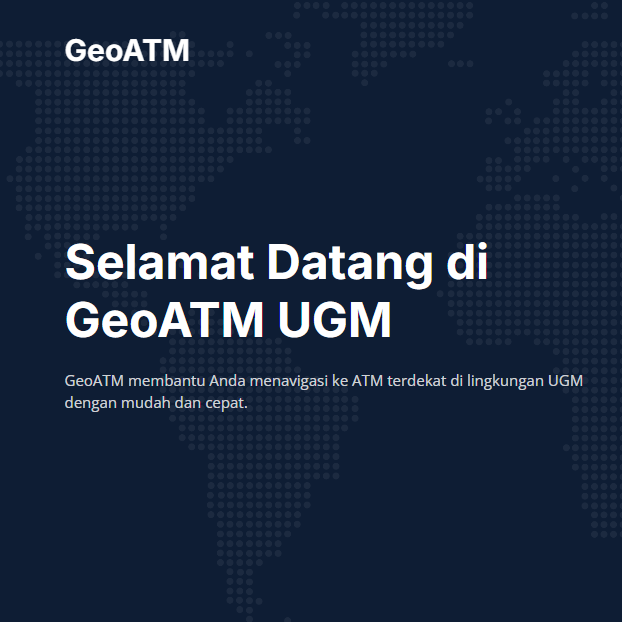 GeoATM
Selamat Datang di
GeoATM UGM
GeoATM membantu Anda menavigasi ke ATM terdekat di lingkungan UGM
dengan mudah dan cepat.